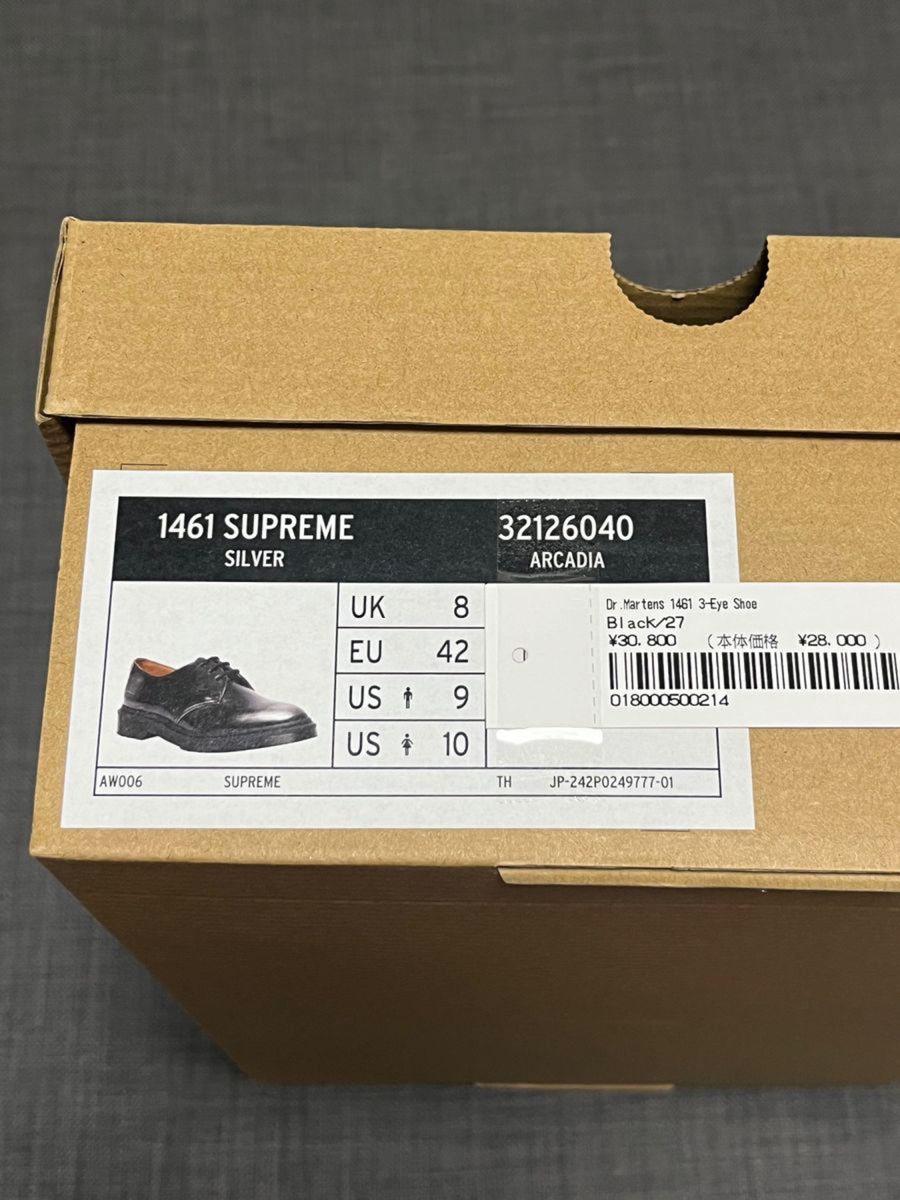 1461 SUPREME
SILVER
32126040
ARCADIA
UK 8
EU 42
US 9
US 10
AW006 SUPREME TH JP-242P0249777-01
Dr.Martens 1461 3-Eye Shoe
Black/27
¥30.800 (本体価格 ¥28.000 )
018000500214